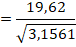 = 19,62 / √3,1561